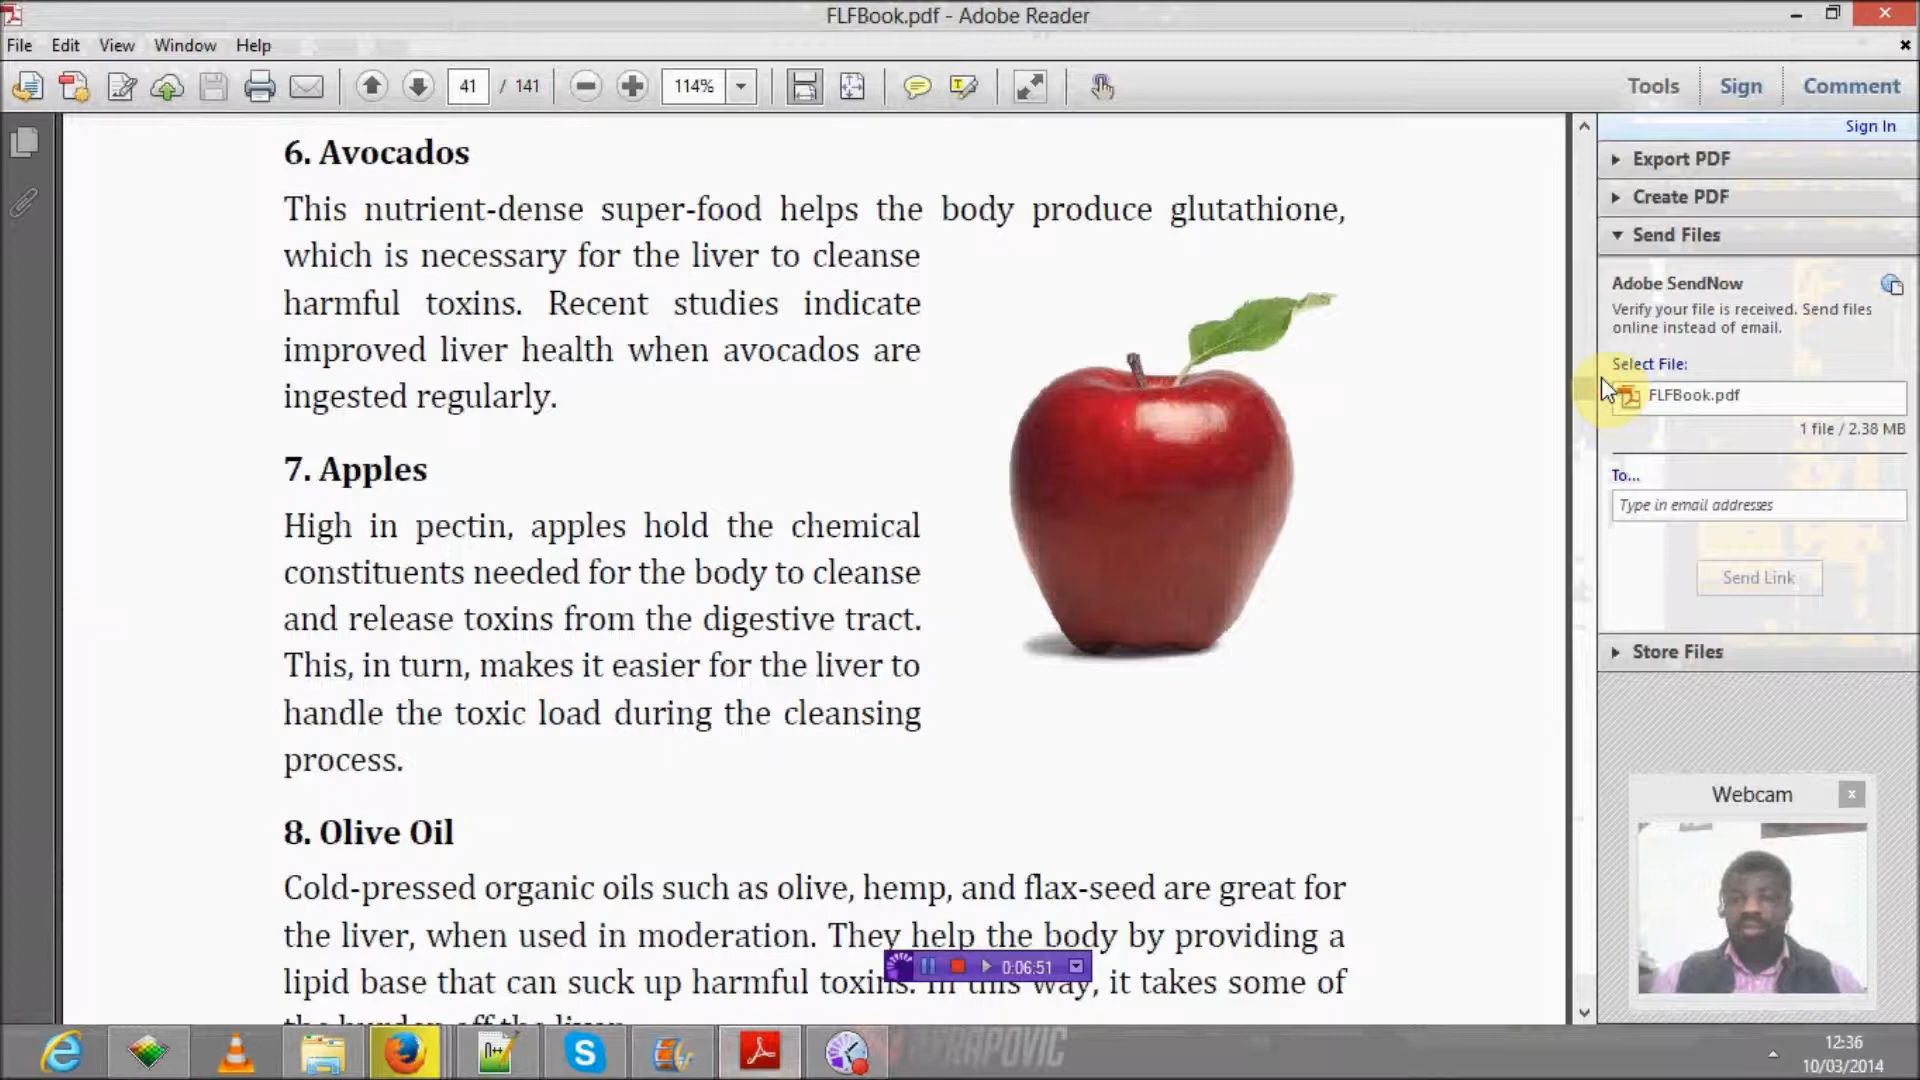 FLFBook.pdf - Adobe Reader
File Edit View Window Help
41 / 141 114% Tools Sign Comment
Sign In
Export PDF
Create PDF
Send Files
Adobe SendNow
Verify your file is received. Send files
online instead of email.
Select File:
FLFBook.pdf
1 file / 2.38 MB
To...
Type in email addresses
Send Link
Store Files
Webcam
6. Avocados
This nutrient-dense super-food helps the body produce glutathione,
which is necessary for the liver to cleanse
harmful toxins. Recent studies indicate
improved liver health when avocados are
ingested regularly.
7. Apples
High in pectin, apples hold the chemical
constituents needed for the body to cleanse
and release toxins from the digestive tract.
This, in turn, makes it easier for the liver to
handle the toxic load during the cleansing
process.
8. Olive Oil
Cold-pressed organic oils such as olive, hemp, and flax-seed are great for
the liver, when used in moderation. They help the body by providing a
lipid base that can suck up harmful toxins. In this way, it takes some of
the burden off the liver
0:06:51
12:36
10/03/2014